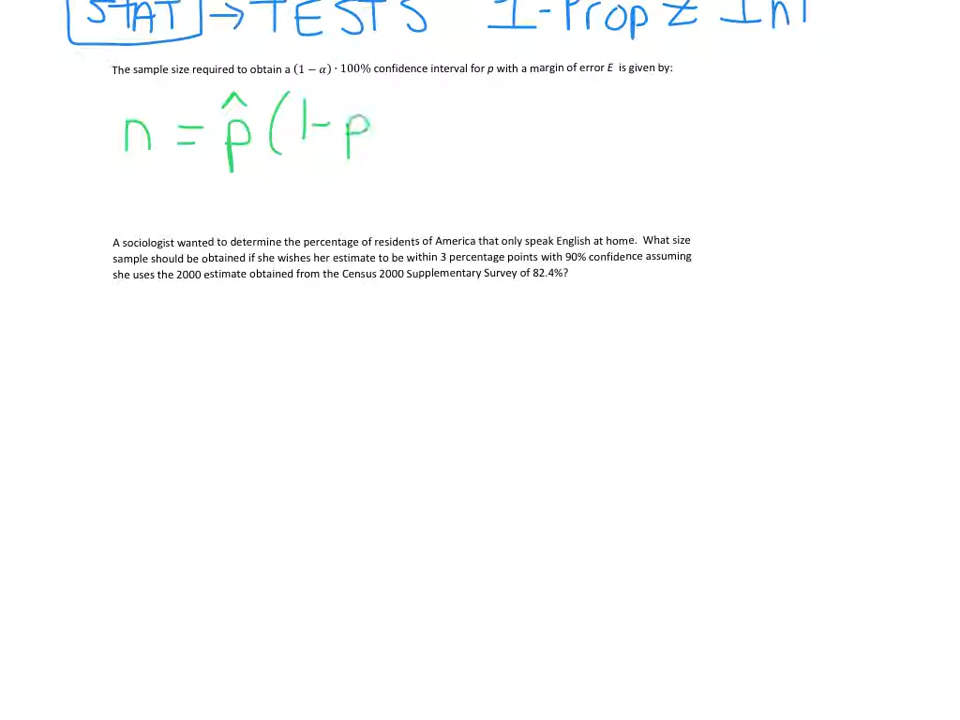 STAT → TESTS 1-Prop Z Int
The sample size required to obtain a (1 − α) · 100% confidence interval for p with a margin of error E is given by:
n = p̂ (1- p
A sociologist wanted to determine the percentage of residents of America that only speak English at home. What size
sample should be obtained if she wishes her estimate to be within 3 percentage points with 90% confidence assuming
she uses the 2000 estimate obtained from the Census 2000 Supplementary Survey of 82.4%?